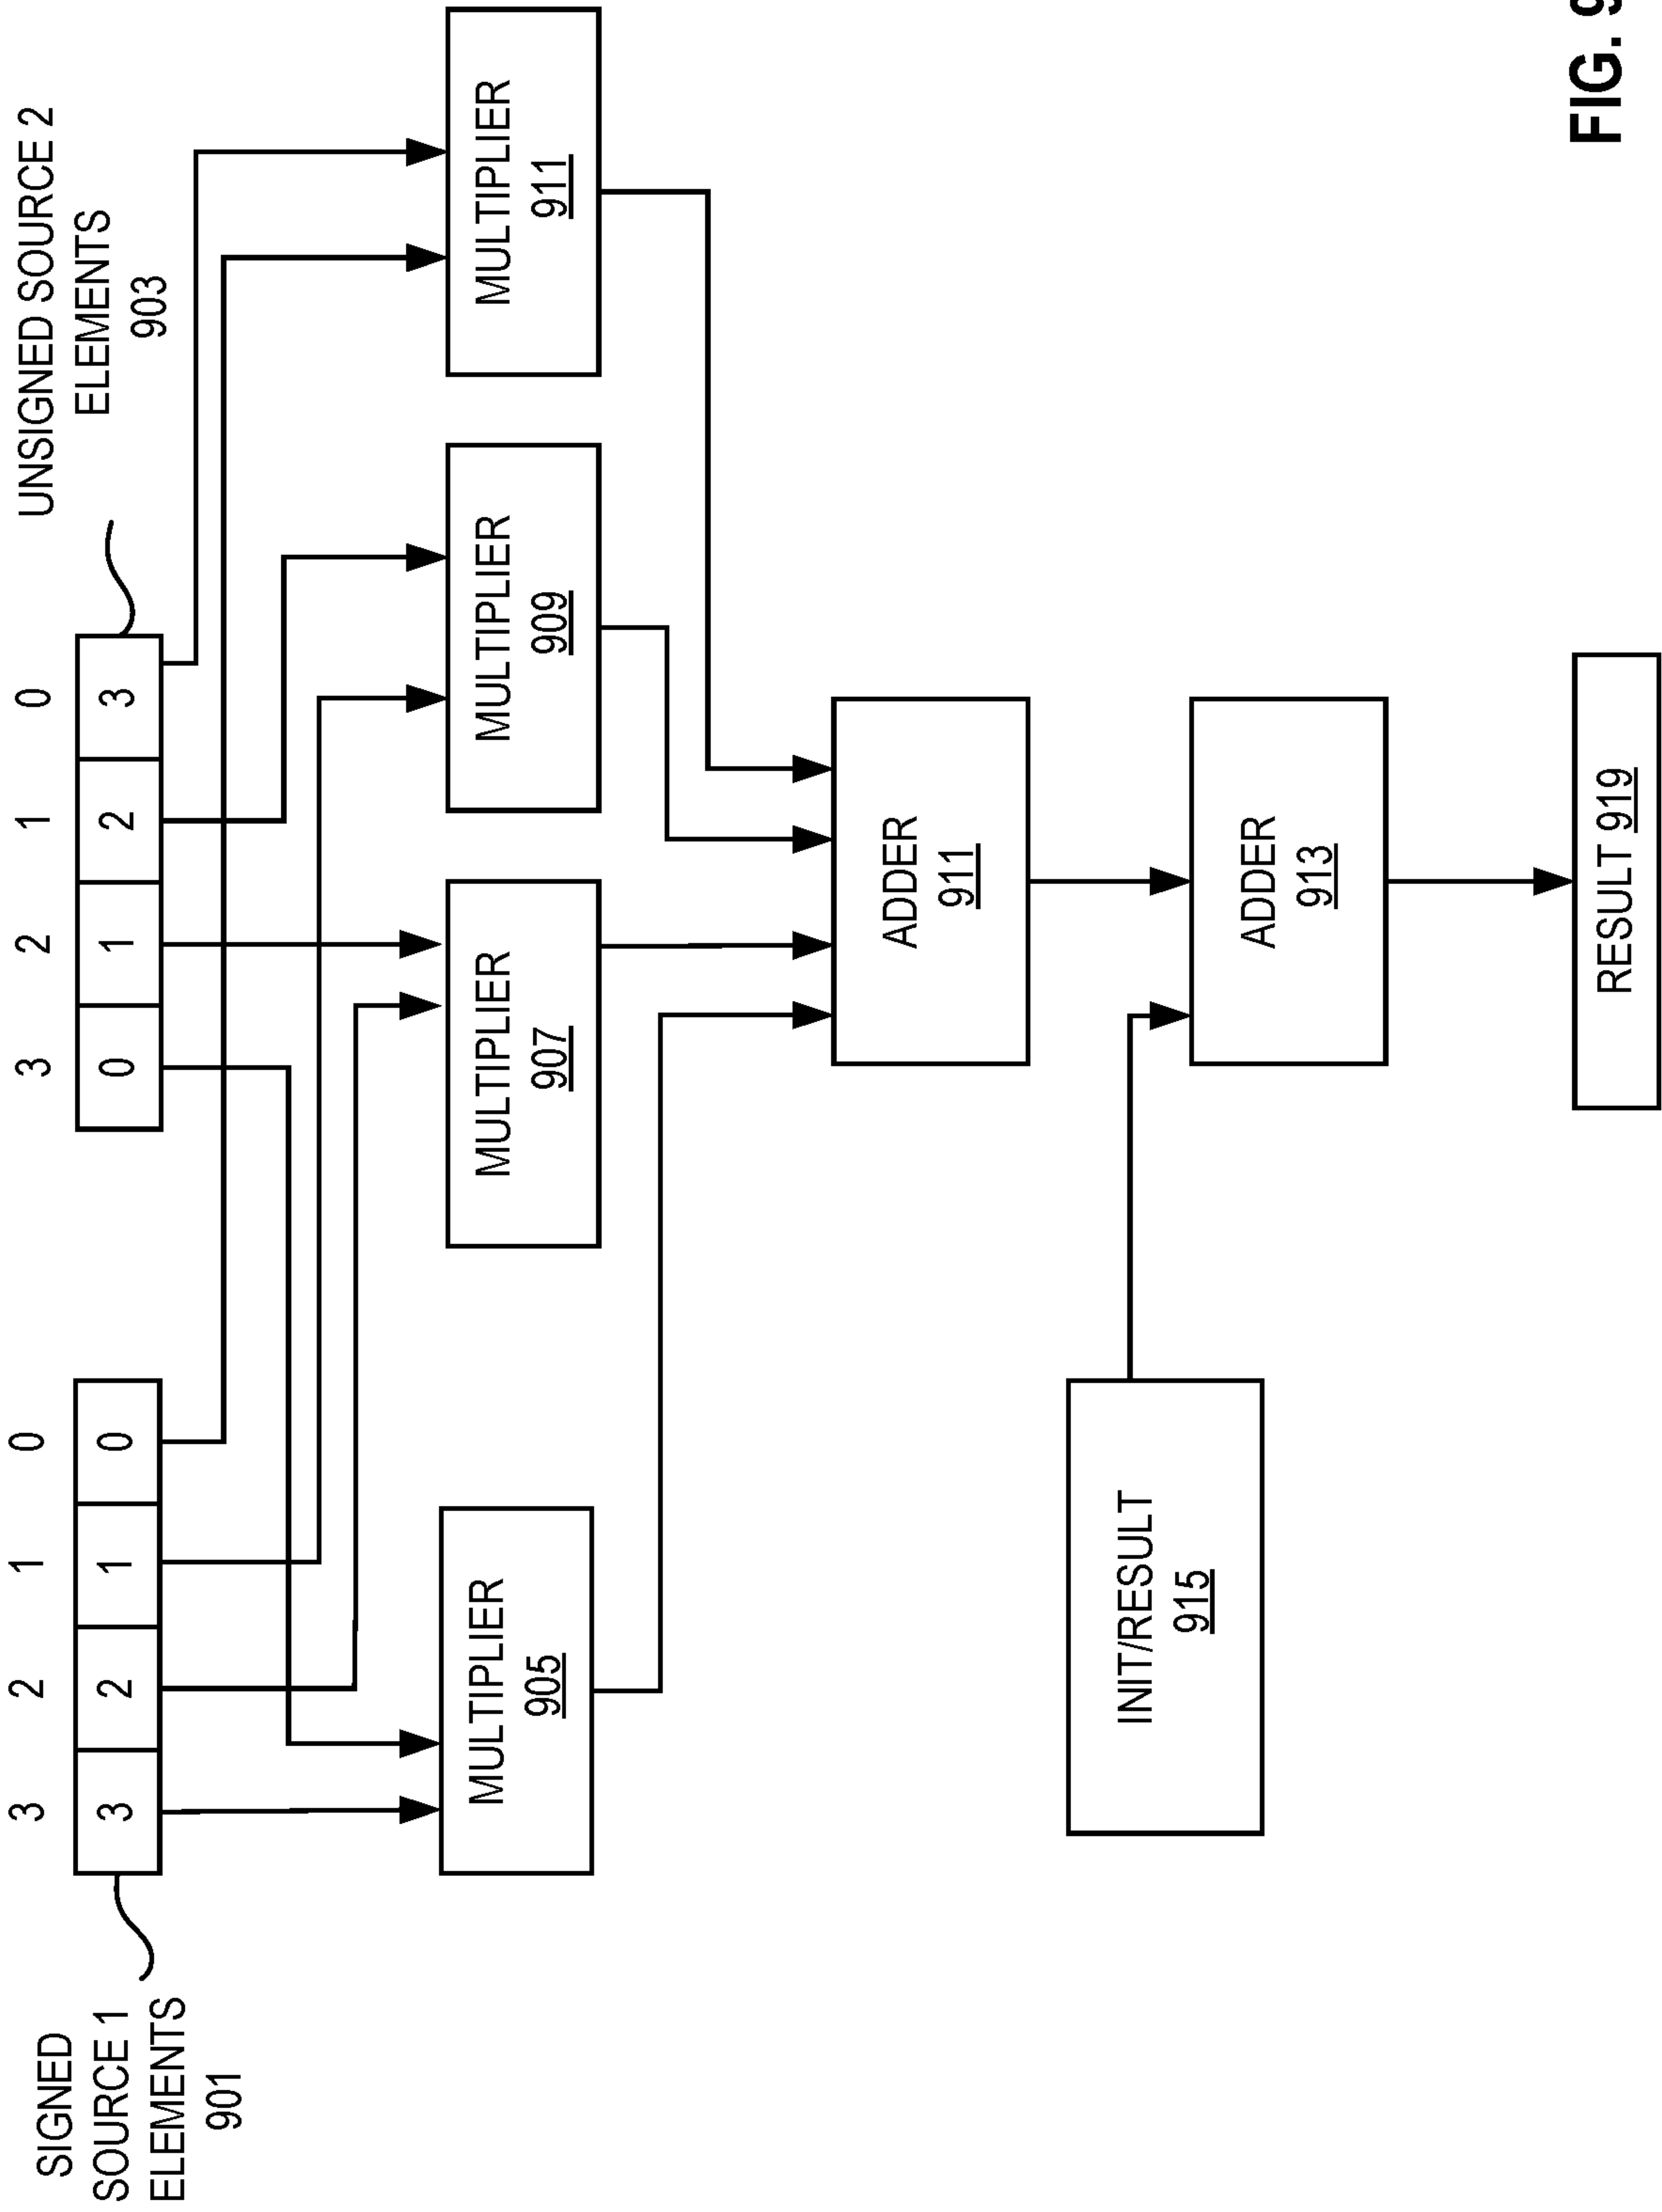 3 2 1 0
3 2 1 0
SIGNED
SOURCE 1
ELEMENTS
901
3 2 1 0
0 1 2 3
UNSIGNED SOURCE 2
ELEMENTS
903
MULTIPLIER
905
MULTIPLIER
907
MULTIPLIER
909
MULTIPLIER
911
ADDER
911
INIT/RESULT
915
ADDER
913
RESULT 919
FIG. 9